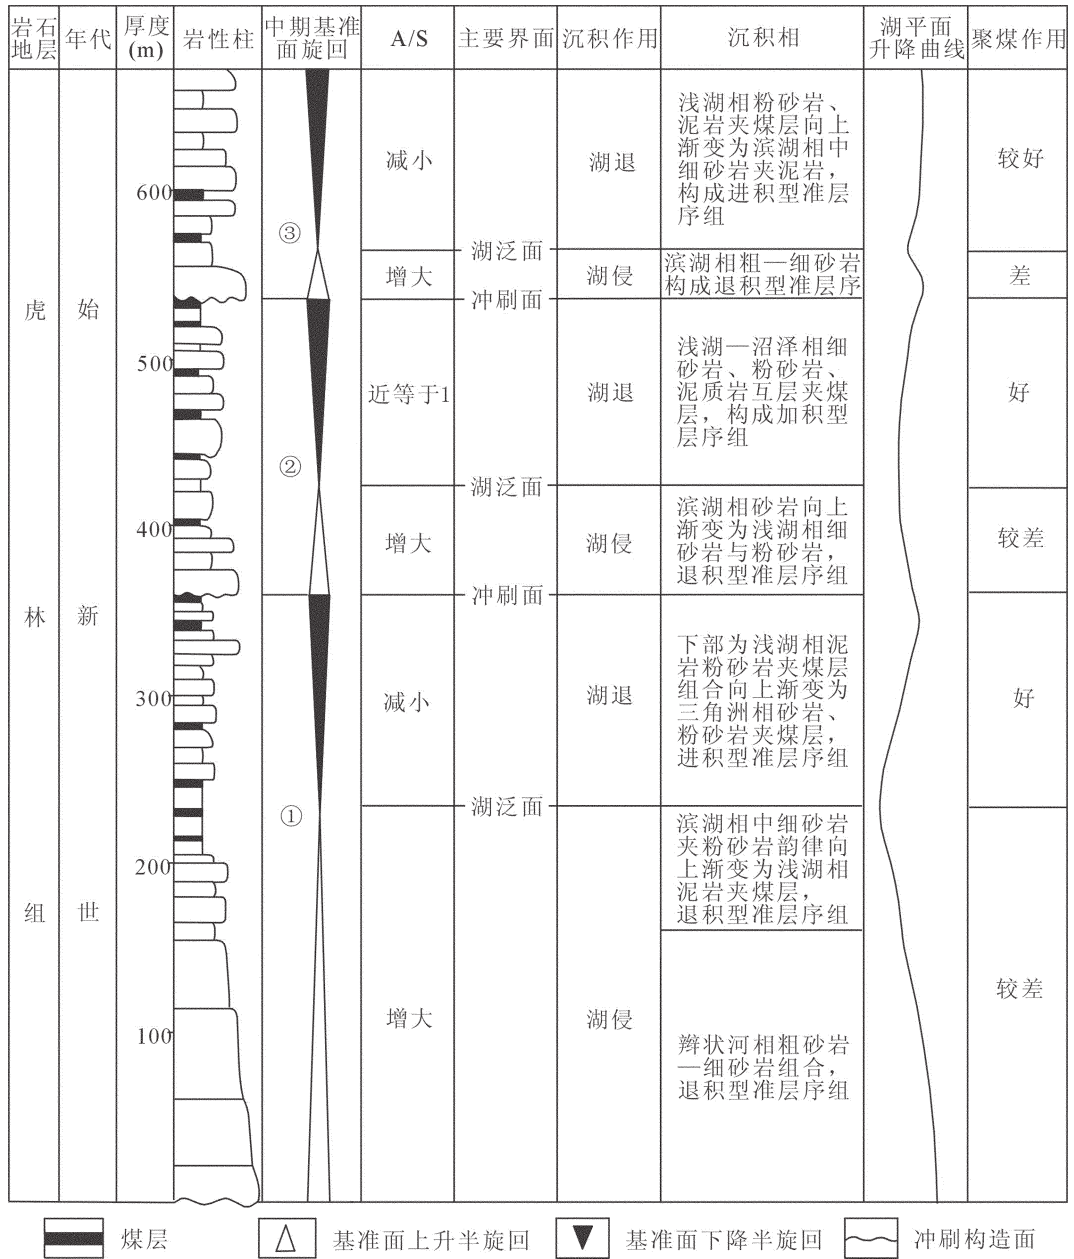 岩石地层
年代
厚度(m)
岩性柱
中期基准面旋回
A/S
主要界面
沉积作用
沉积相
湖平面升降曲线
聚煤作用
虎
林
组
始
新
世
600
500
400
300
200
100
③
②
①
减小
增大
近等于1
增大
减小
增大
湖泛面
冲刷面
湖泛面
冲刷面
湖泛面
湖退
湖侵
湖退
湖侵
湖退
湖侵
浅湖相粉砂岩、
泥岩夹煤层向上
渐变为滨湖相中
细砂岩夹泥岩，
构成进积型准层
序组
滨湖相粗—细砂岩
构成退积型准层序
浅湖—沼泽相细
砂岩、粉砂岩、
泥质岩互层夹煤
层，构成加积型
层序组
滨湖相砂岩向上
渐变为浅湖相细
砂岩与粉砂岩，
退积型准层序组
下部为浅湖相泥
岩粉砂岩夹煤层
组合向上渐变为
三角洲相砂岩、
粉砂岩夹煤层，
进积型准层序组
滨湖相中细砂岩
夹粉砂岩韵律向
上渐变为浅湖相
泥岩夹煤层，
退积型准层序组
辫状河相粗砂岩
—细砂岩组合，
退积型准层序组
较好
差
好
较差
好
较差
煤层
基准面上升半旋回
基准面下降半旋回
冲刷构造面